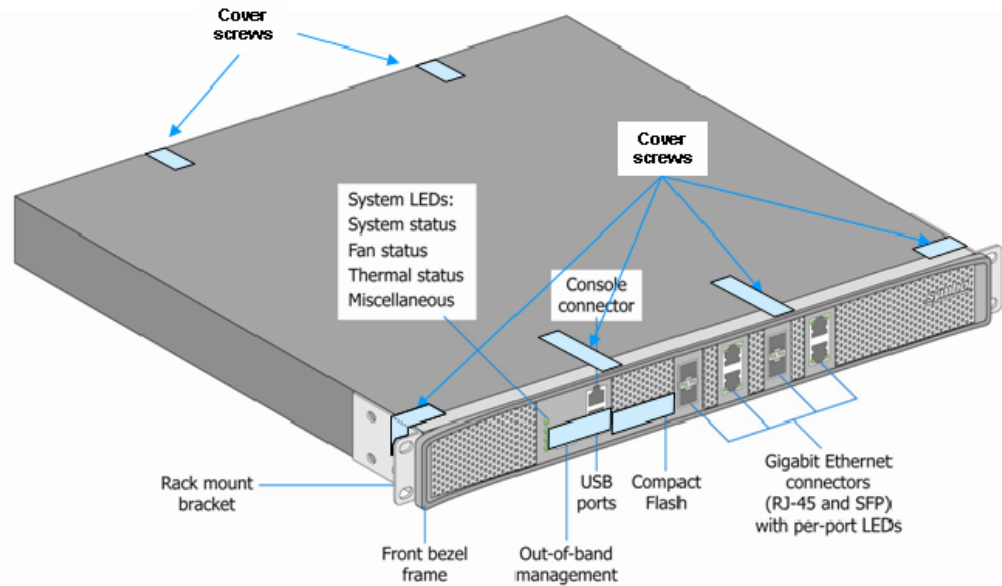 Cover
screws
Cover
screws
System LEDs:
System status
Fan status
Thermal status
Miscellaneous
Console
connector
Rack mount
bracket
Front bezel
frame
Out-of-band
management
USB
ports
Compact
Flash
Gigabit Ethernet
connectors
(RJ-45 and SFP)
with per-port LEDs